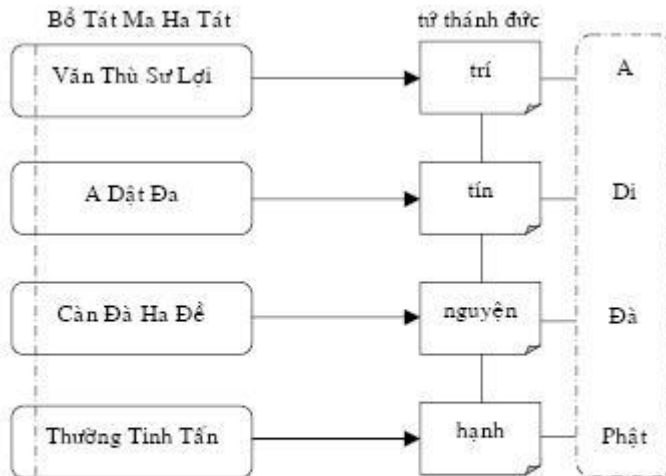 Bồ Tát Ma Ha Tát tứ thánh đức
Văn Thù Sư Lợi trí A
A Dật Đa tín Di
Càn Đà Ha Đề nguyện Đà
Thường Tinh Tấn hạnh Phật